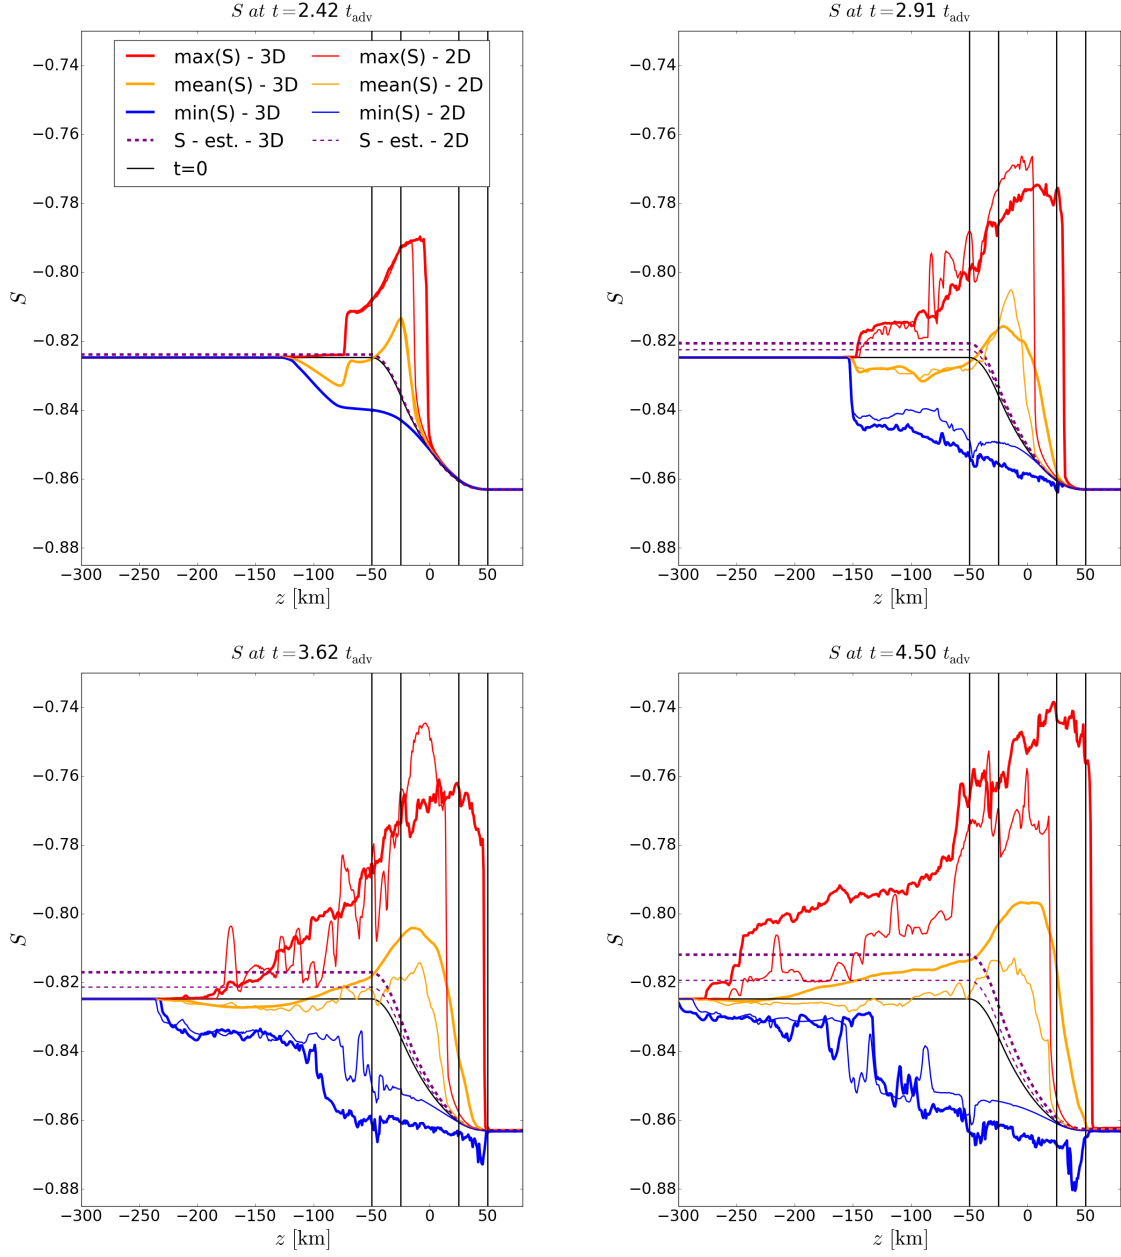 S at t=2.42 t_adv
−0.74
−0.76
−0.78
−0.80
−0.82
−0.84
−0.86
−0.88
S
max(S) - 3D
mean(S) - 3D
min(S) - 3D
S - est. - 3D
t=0
max(S) - 2D
mean(S) - 2D
min(S) - 2D
S - est. - 2D
−300 −250 −200 −150 −100 −50 0 50
z [km]
S at t=2.91 t_adv
−0.74
−0.76
−0.78
−0.80
−0.82
−0.84
−0.86
−0.88
S
−300 −250 −200 −150 −100 −50 0 50
z [km]
S at t=3.62 t_adv
−0.74
−0.76
−0.78
−0.80
−0.82
−0.84
−0.86
−0.88
S
−300 −250 −200 −150 −100 −50 0 50
z [km]
S at t=4.50 t_adv
−0.74
−0.76
−0.78
−0.80
−0.82
−0.84
−0.86
−0.88
S
−300 −250 −200 −150 −100 −50 0 50
z [km]